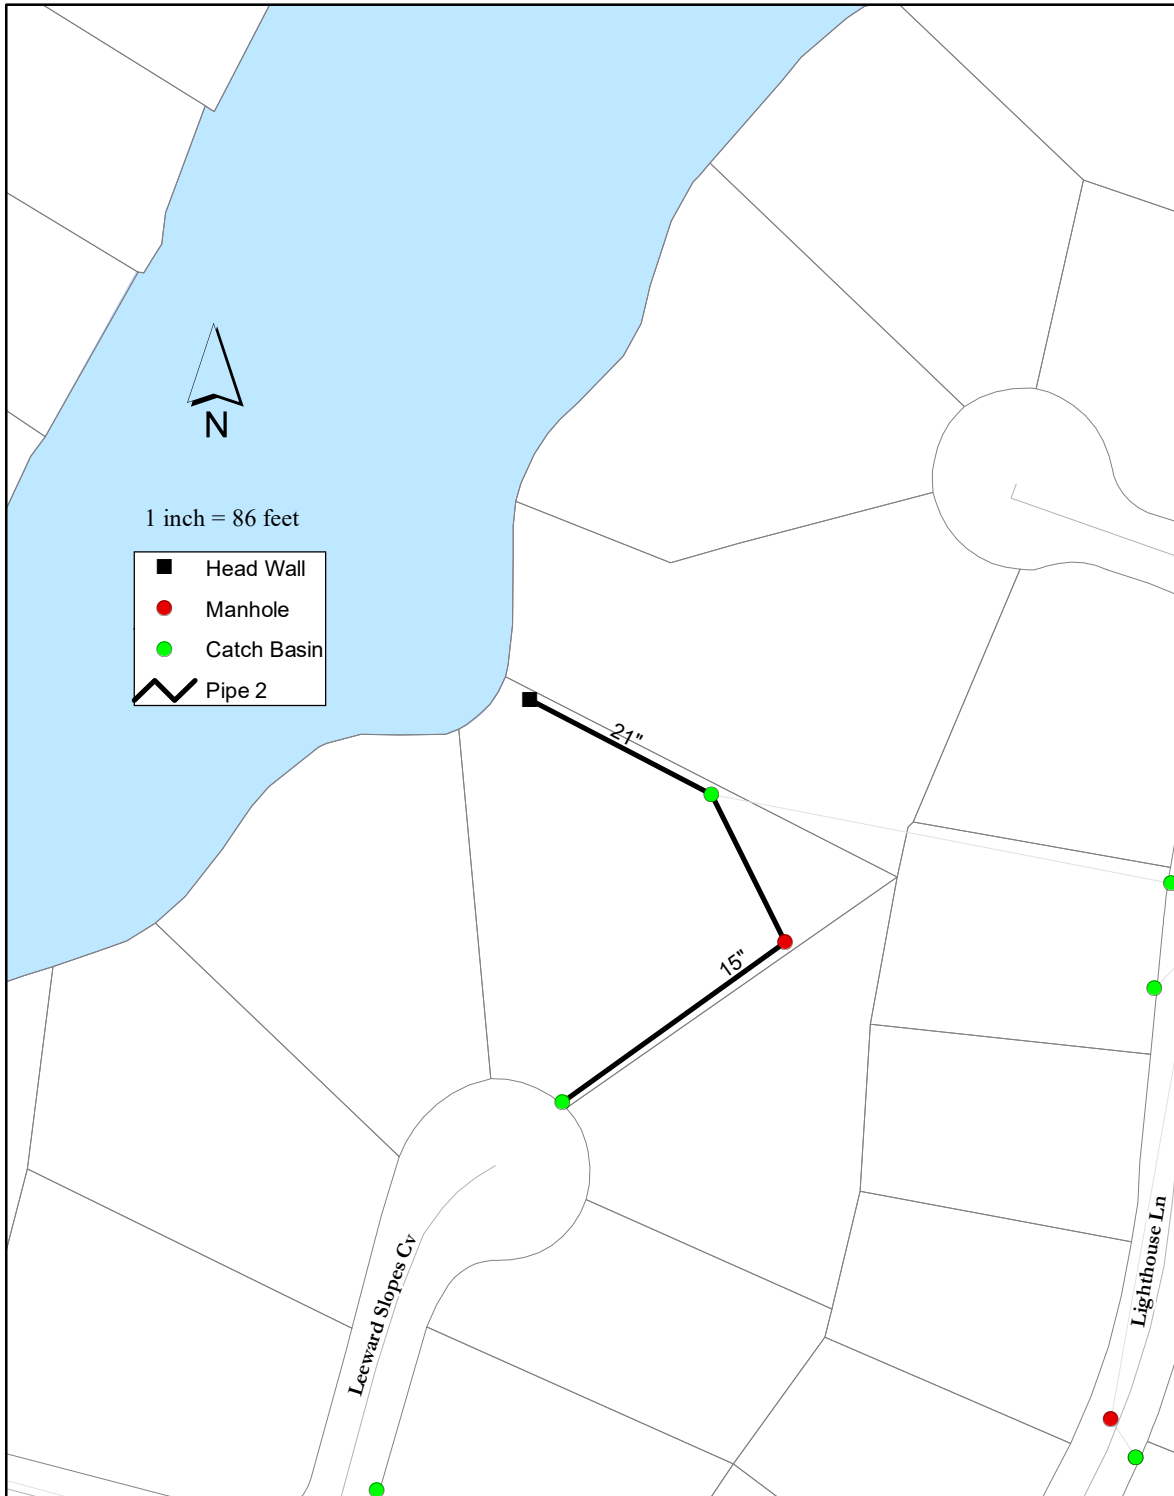 N
1 inch = 86 feet
Head Wall
Manhole
Catch Basin
Pipe 2
21"
15"
Leeward Slopes Cv
Lighthouse Ln